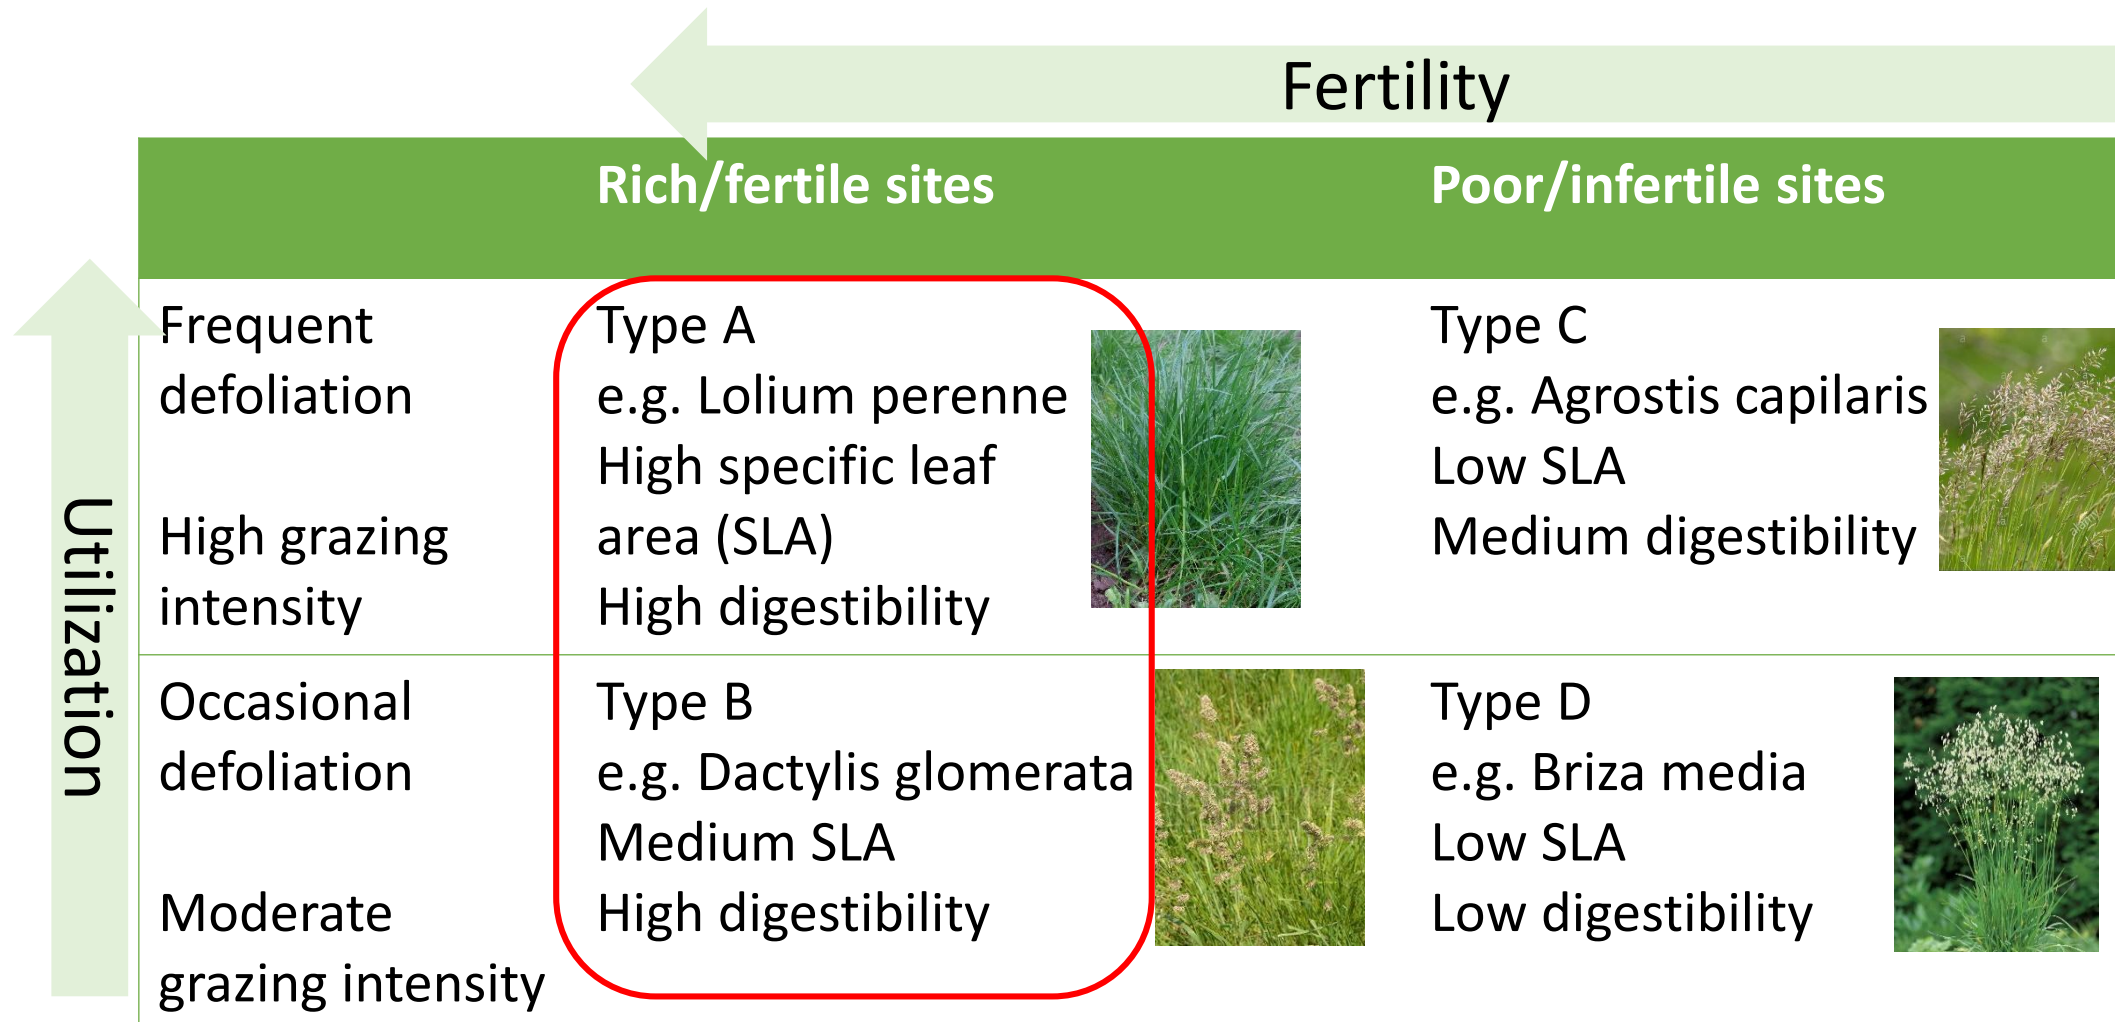 Fertility
Rich/fertile sites
Poor/infertile sites
Utilization
Frequent
defoliation
High grazing
intensity
Type A
e.g. Lolium perenne
High specific leaf
area (SLA)
High digestibility
Type C
e.g. Agrostis capilaris
Low SLA
Medium digestibility
Occasional
defoliation
Moderate
grazing intensity
Type B
e.g. Dactylis glomerata
Medium SLA
High digestibility
Type D
e.g. Briza media
Low SLA
Low digestibility